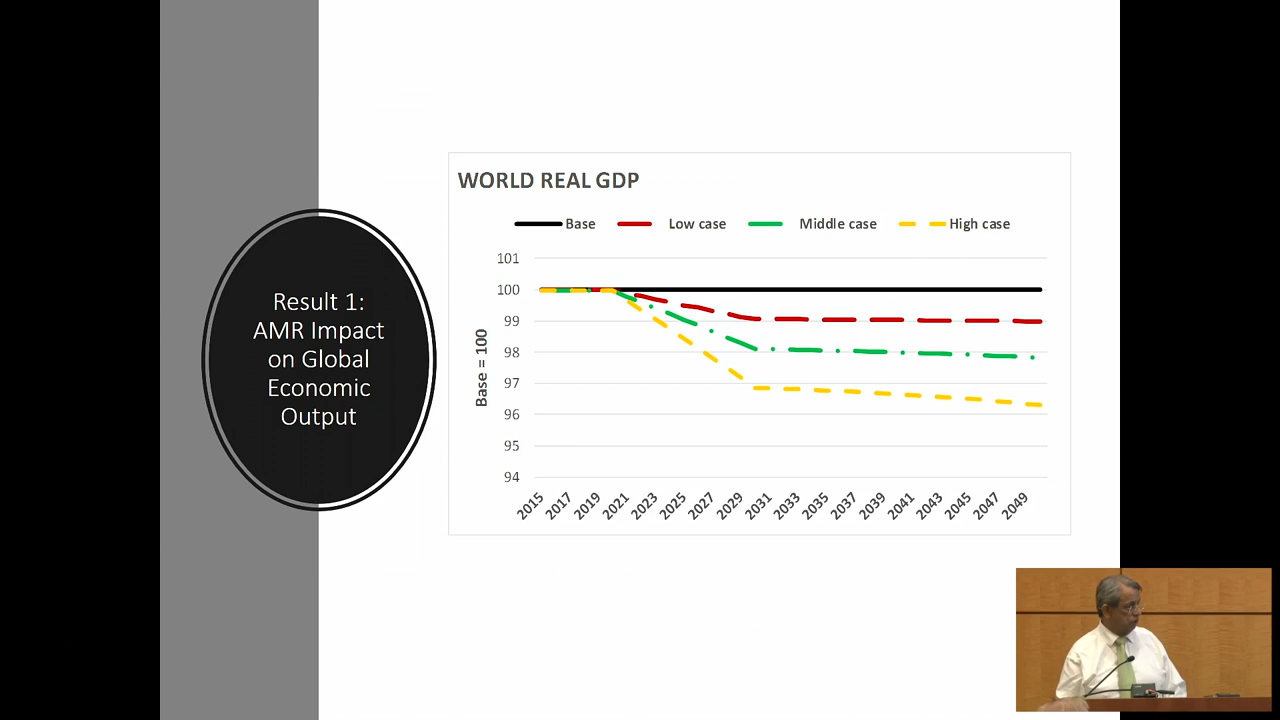 Result 1:
AMR Impact
on Global
Economic
Output
WORLD REAL GDP
Base Low case Middle case High case
101
100
99
98
97
96
95
94
Base = 100
2015 2017 2019 2021 2023 2025 2027 2029 2031 2033 2035 2037 2039 2041 2043 2045 2047 2049